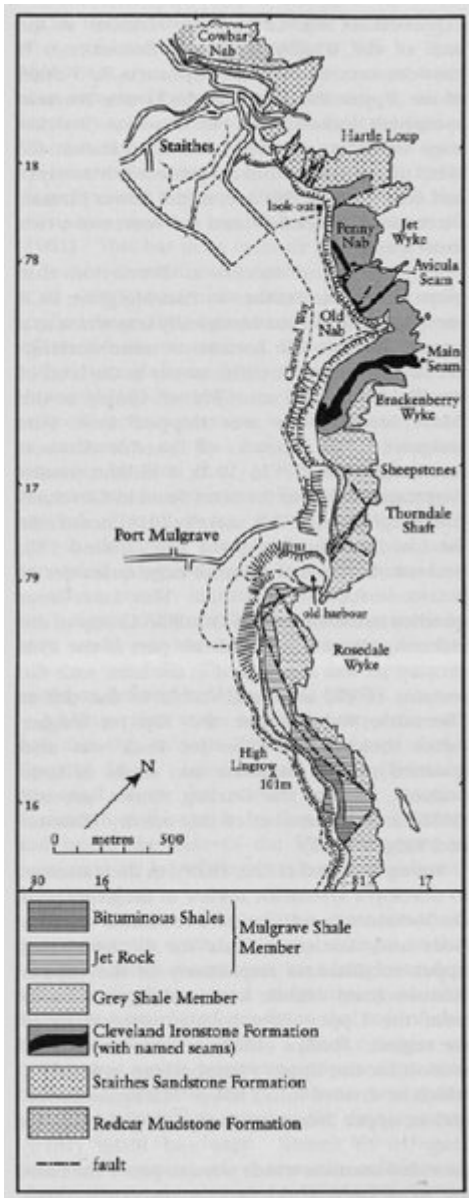 Cowbar
Nab
Staithes
Hartle Loup
18
look-out
Penny
Nab
Jet
Wyke
78
Avicula
Seam
Old
Nab
Cleveland Way
Main
Seam
Brackenberry
Wyke
Sheepstones
17
Thorndale
Shaft
Port Mulgrave
79
old harbour
Rosedale
Wyke
High
Lingrow
161m
N
16
metres
0 500
80 16 81 17
Bituminous Shales
Mulgrave Shale
Member
Jet Rock
Grey Shale Member
Cleveland Ironstone Formation
(with named seams)
Staithes Sandstone Formation
Redcar Mudstone Formation
fault